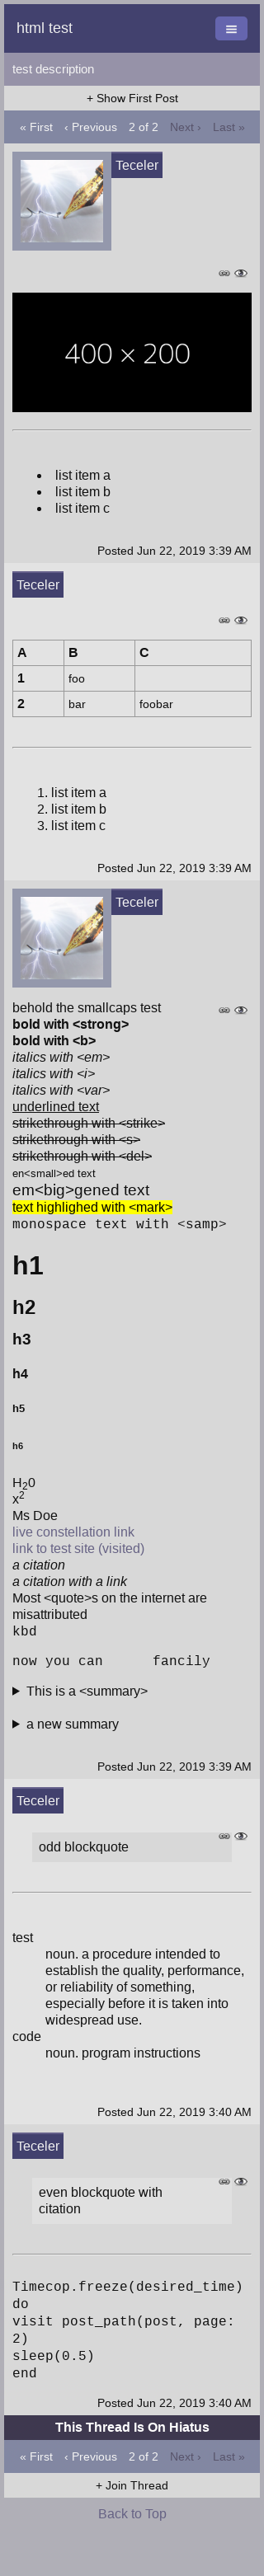 html test
test description
+ Show First Post
« First ‹ Previous 2 of 2 Next › Last »
Teceler
400 × 200
• list item a
• list item b
• list item c
Posted Jun 22, 2019 3:39 AM
Teceler
A B C
1 foo
2 bar foobar
1. list item a
2. list item b
3. list item c
Posted Jun 22, 2019 3:39 AM
Teceler
behold the smallcaps test
bold with <strong>
bold with <b>
italics with <em>
italics with <i>
italics with <var>
underlined text
strikethrough with <strike>
strikethrough with <s>
strikethrough with <del>
en<small>ed text
em<big>gened text
text highlighed with <mark>
monospace text with <samp>
h1
h2
h3
h4
h5
h6
H20
x2
Ms Doe
live constellation link
link to test site (visited)
a citation
a citation with a link
Most <quote>s on the internet are
misattributed
kbd
now you can      fancily
▶ This is a <summary>
▶ a new summary
Posted Jun 22, 2019 3:39 AM
Teceler
odd blockquote
test
noun. a procedure intended to
establish the quality, performance,
or reliability of something,
especially before it is taken into
widespread use.
code
noun. program instructions
Posted Jun 22, 2019 3:40 AM
Teceler
even blockquote with
citation
Timecop.freeze(desired_time)
do
visit post_path(post, page:
2)
sleep(0.5)
end
Posted Jun 22, 2019 3:40 AM
This Thread Is On Hiatus
« First ‹ Previous 2 of 2 Next › Last »
+ Join Thread
Back to Top